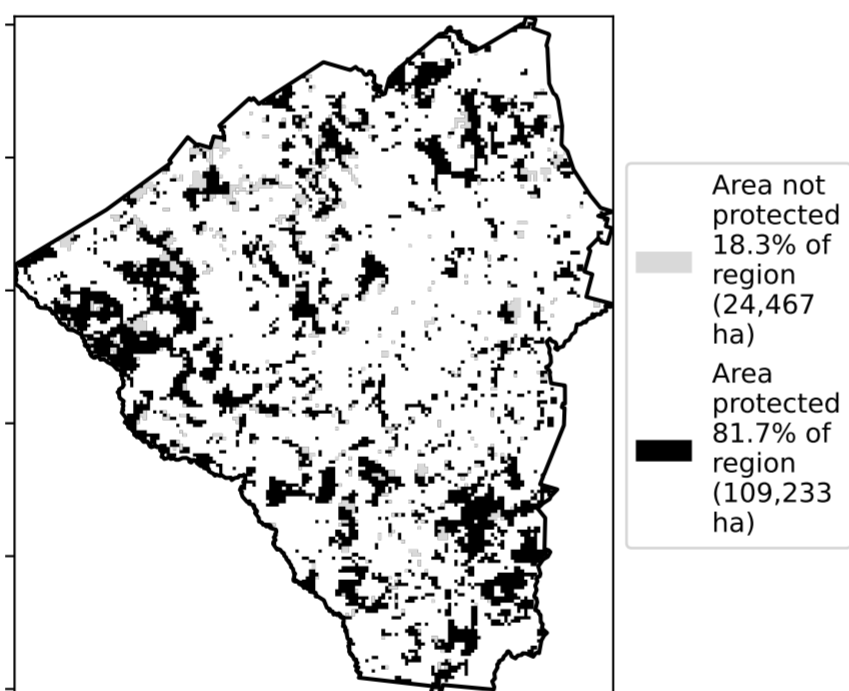 Area not
protected
18.3% of
region
(24,467
ha)
Area
protected
81.7% of
region
(109,233
ha)